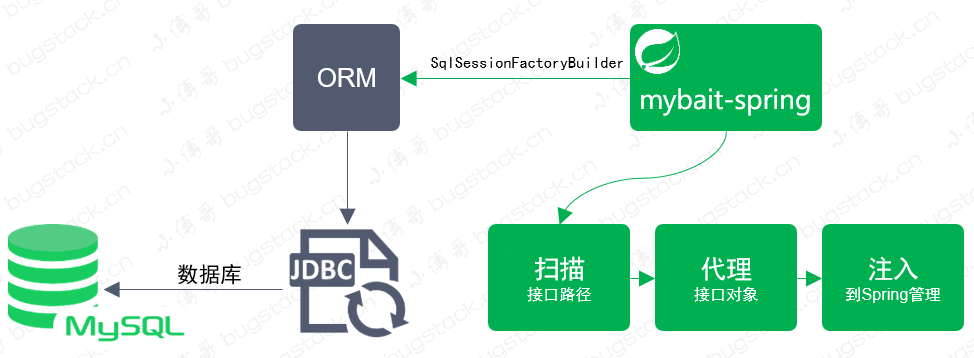 ORM
SqlSessionFactoryBuilder
mybait-spring
JDBC
数据库
MySQL
扫描
接口路径
代理
接口对象
注入
到Spring管理
小傅哥 bugstack.cn